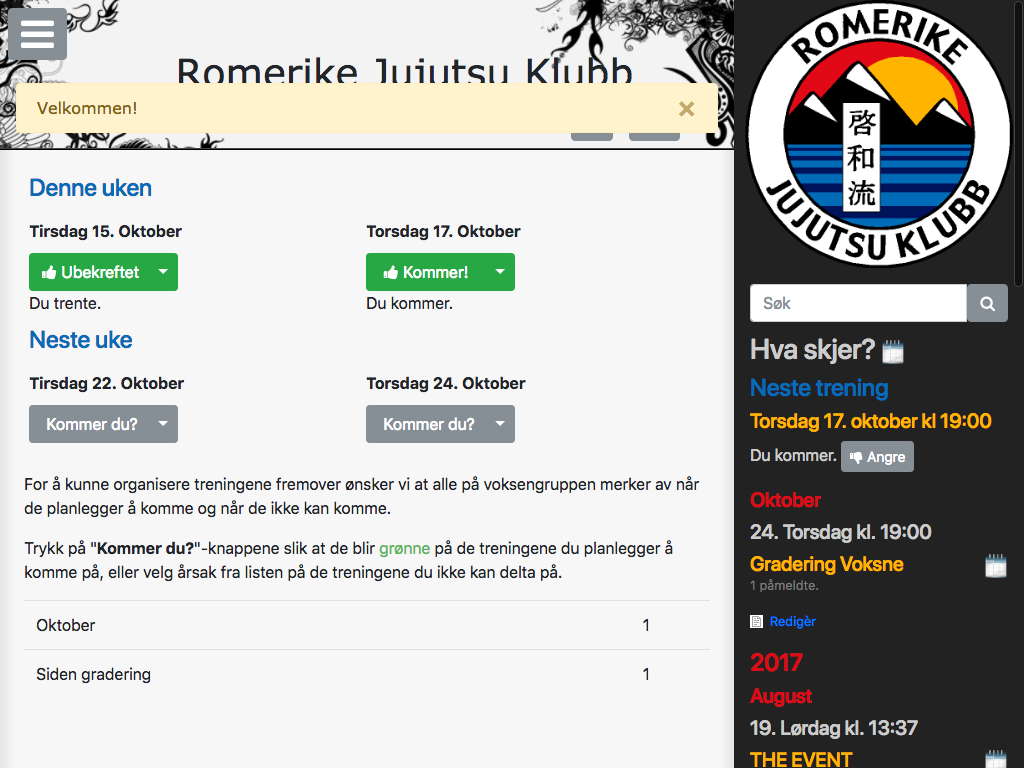 Romerike Jujutsu Klubb
Velkommen!
×
Denne uken
Tirsdag 15. Oktober
Torsdag 17. Oktober
Ubekreftet
Kommer!
Du trente.
Du kommer.
Neste uke
Tirsdag 22. Oktober
Torsdag 24. Oktober
Kommer du?
Kommer du?
For å kunne organisere treningene fremover ønsker vi at alle på voksengruppen merker av når
de planlegger å komme og når de ikke kan komme.
Trykk på "Kommer du?"-knappene slik at de blir grønne på de treningene du planlegger å
komme på, eller velg årsak fra listen på de treningene du ikke kan delta på.
Oktober 1
Siden gradering 1
ROMERIKE
啓和流
JUJUTSU KLUBB
Søk
Hva skjer?
Neste trening
Torsdag 17. oktober kl 19:00
Du kommer. Angre
Oktober
24. Torsdag kl. 19:00
Gradering Voksne
1 påmeldte.
Redigèr
2017
August
19. Lørdag kl. 13:37
THE EVENT